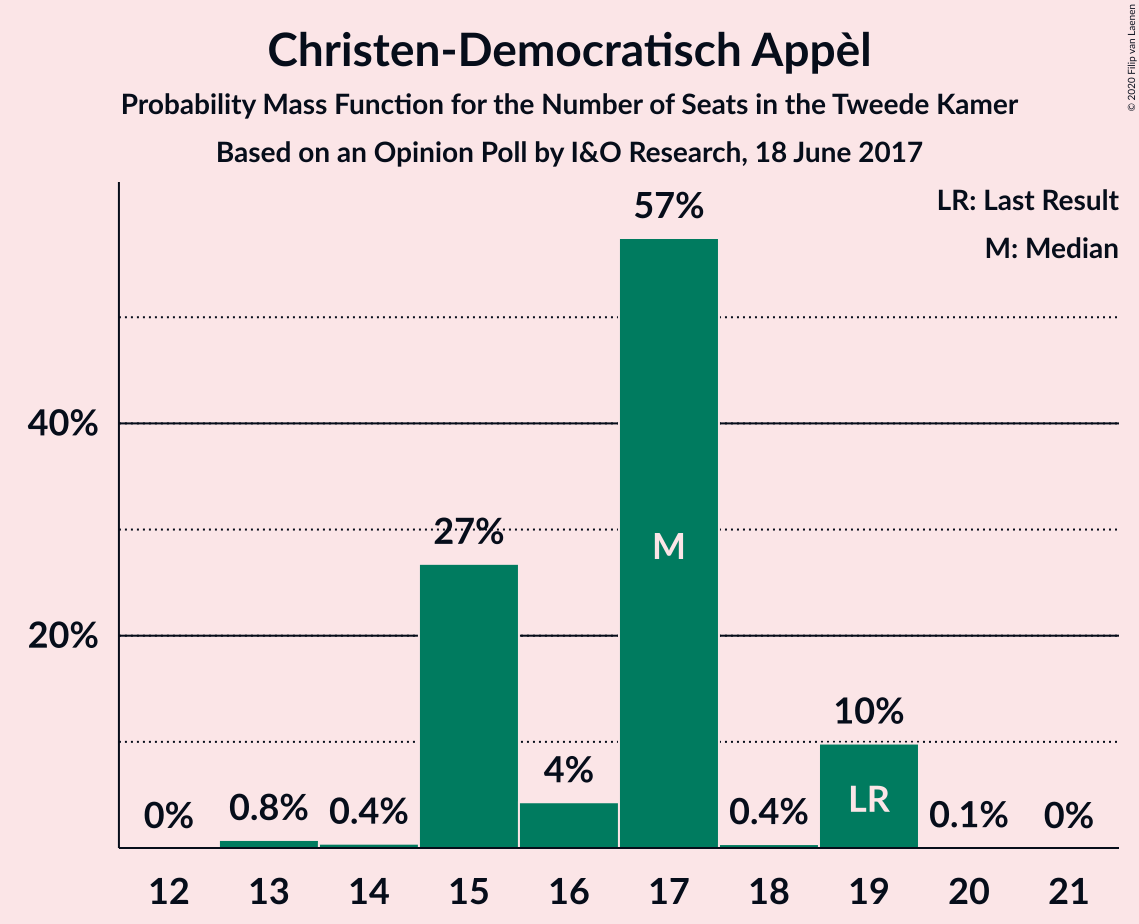 Christen-Democratisch Appèl
Probability Mass Function for the Number of Seats in the Tweede Kamer
Based on an Opinion Poll by I&O Research, 18 June 2017
© 2020 Filip van Laenen
LR: Last Result
M: Median
57%
40%
27%
M
20%
10%
4%
LR
0%
0.8%
0.4%
0.4%
0.1%
0%
12 13 14 15 16 17 18 19 20 21